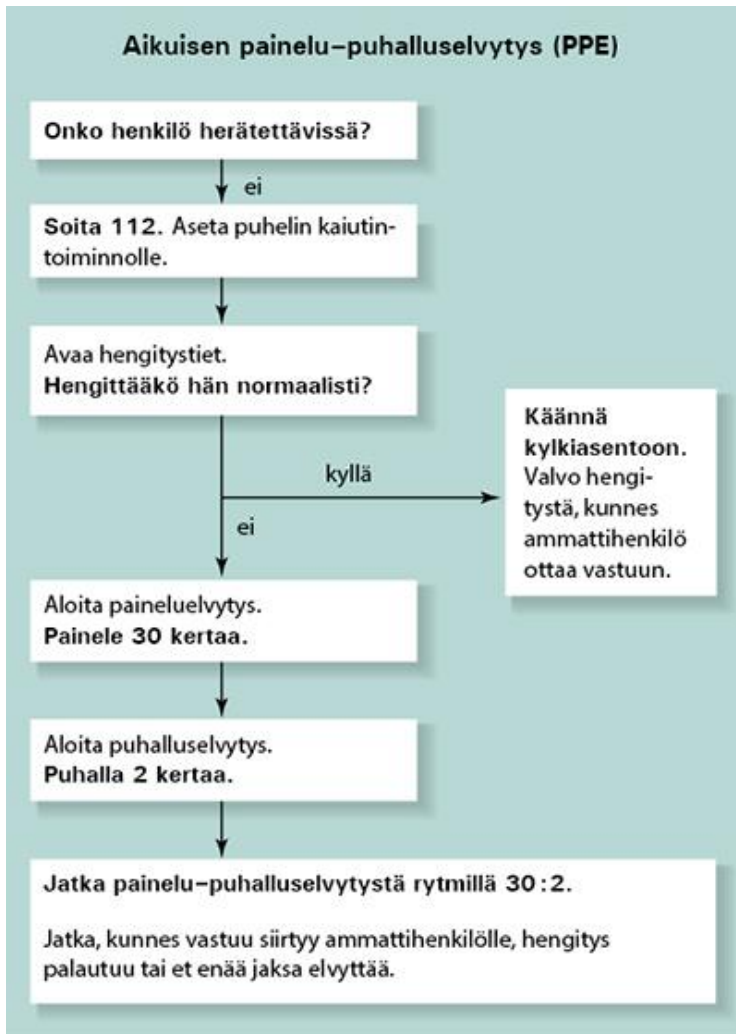 Aikuisen painelu–puhalluselvytys (PPE)
Onko henkilö herätettävissä?
ei
Soita 112. Aseta puhelin kaiutin-
toiminnolle.
Avaa hengitystiet.
Hengittääkö hän normaalisti?
kyllä
Käännä
kylkiasentoon.
Valvo hengi-
tystä, kunnes
ammattihenkilö
ottaa vastuun.
ei
Aloita paineluelvytys.
Painele 30 kertaa.
Aloita puhalluselvytys.
Puhalla 2 kertaa.
Jatka painelu–puhalluselvytystä rytmillä 30:2.
Jatka, kunnes vastuu siirtyy ammattihenkilölle, hengitys
palautuu tai et enää jaksa elvyttää.